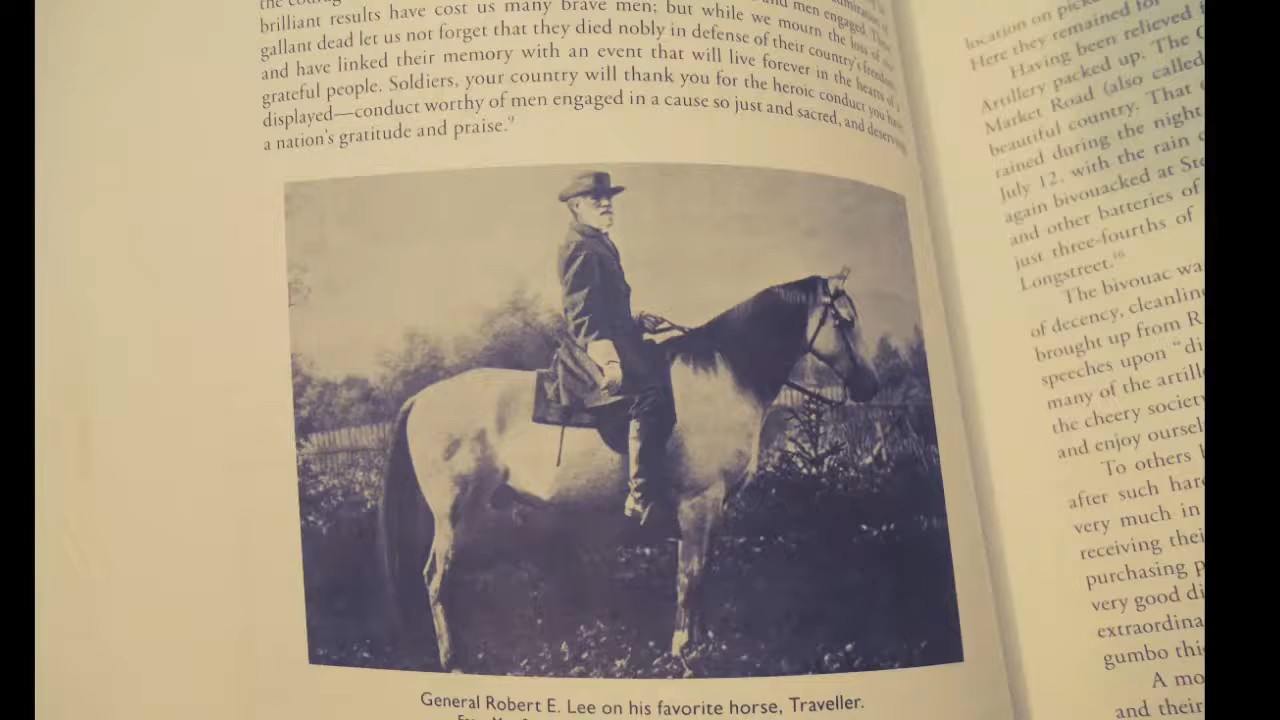 brilliant results have cost us many brave men; but while we mourn the loss of our
gallant dead let us not forget that they died nobly in defense of their country's freedom
and have linked their memory with an event that will live forever in the hearts of a
grateful people. Soldiers, your country will thank you for the heroic conduct you have
displayed—conduct worthy of men engaged in a cause so just and sacred, and deserving
a nation's gratitude and praise.9
General Robert E. Lee on his favorite horse, Traveller.
location on
Here they remained for
Having been relieved
Artillery packed up. The
Market Road (also called
beautiful country. That
rained during the night,
July 12, with the rain
again bivouacked at
and other batteries of
just three-fourths of
Longstreet.16
The bivouac
of decency,
brought up from R
speeches upon "di
many of the
the cheery society
and enjoy
To others
after such
very much in
receiving
purchasing
very good
gumbo
A
and their